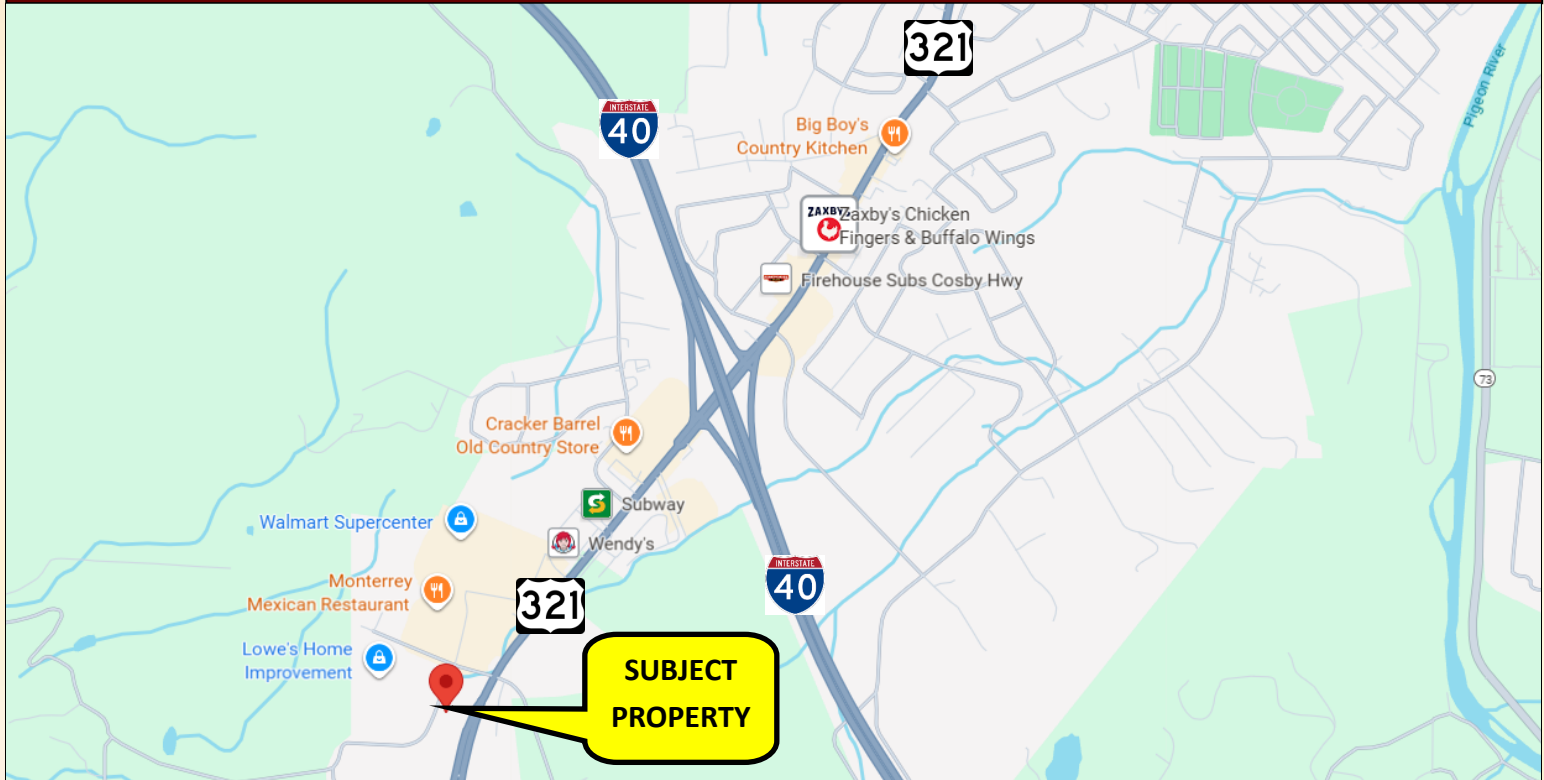 321
Pigeon River
INTERSTATE
40
Big Boy's
Country Kitchen
ZAXBY'S
Zaxby's Chicken
Fingers & Buffalo Wings
Firehouse Subs Cosby Hwy
73
Cracker Barrel
Old Country Store
Subway
Walmart Supercenter
Wendy's
INTERSTATE
40
Monterrey
Mexican Restaurant
321
Lowe's Home
Improvement
SUBJECT
PROPERTY